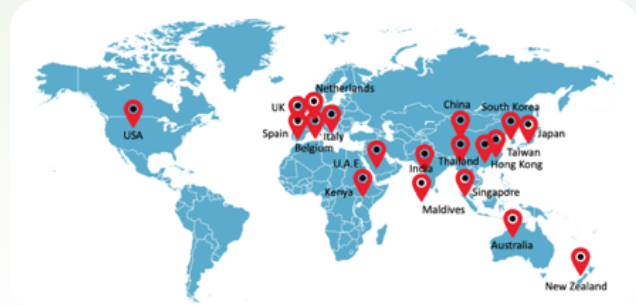 Netherlands
UK
China
South Korea
USA
Spain
Italy
Japan
Belgium
Taiwan
U.A.E
India
Thailand
Hong Kong
Kenya
Singapore
Maldives
Australia
New Zealand